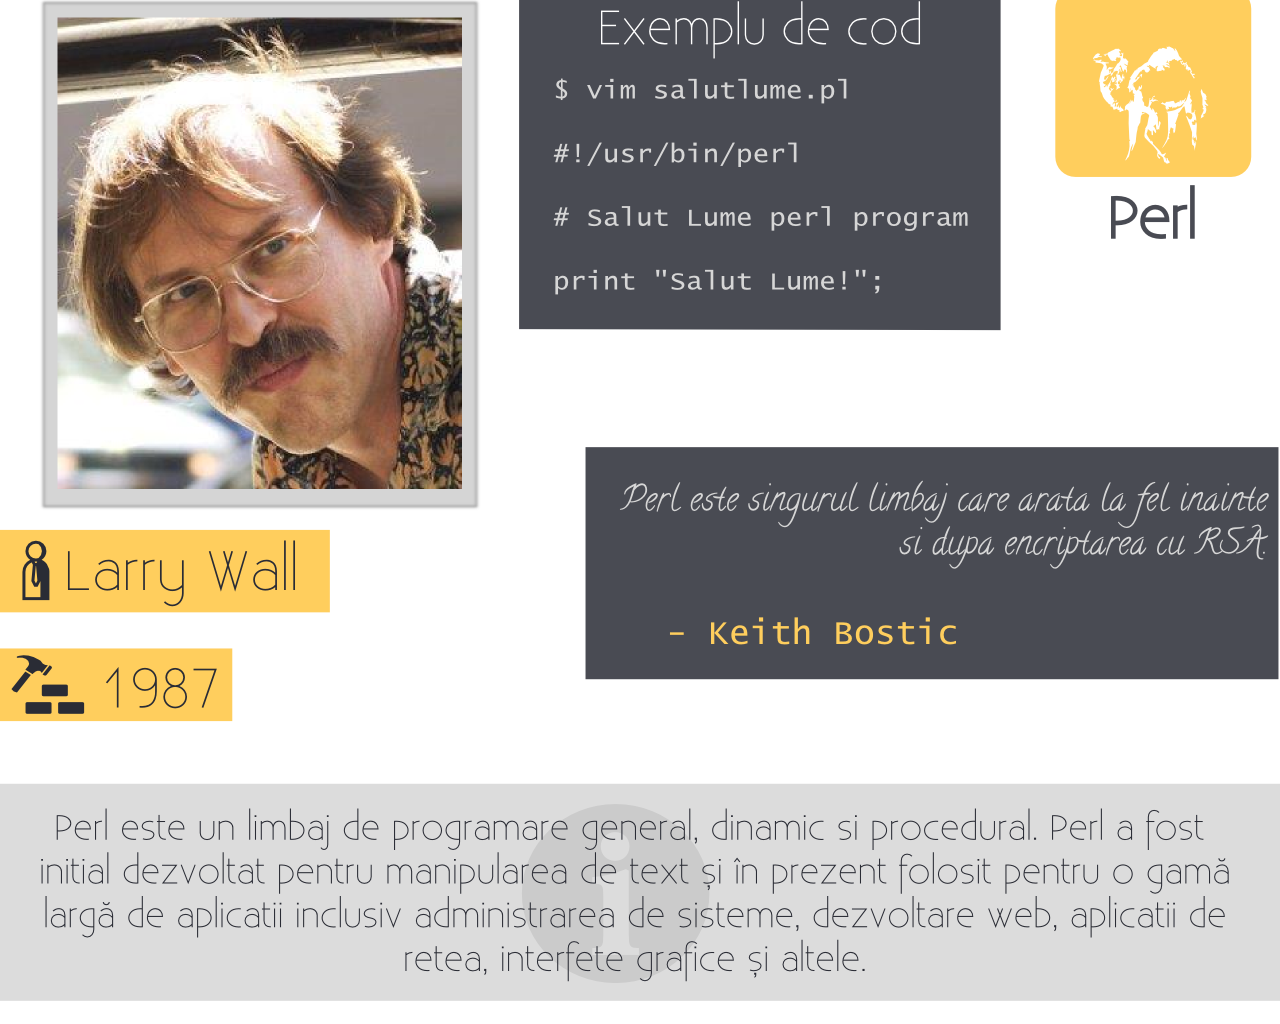 Exemplu de cod
$ vim salutlume.pl
#!/usr/bin/perl
# Salut Lume perl program
print "Salut Lume!";
Perl
Perl este singurul limbaj care arata la fel inainte
si dupa encriptarea cu RSA.
- Keith Bostic
Larry Wall
1987
Perl este un limbaj de programare general, dinamic si procedural. Perl a fost
initial dezvoltat pentru manipularea de text și în prezent folosit pentru o gamă
largă de aplicatii inclusiv administrarea de sisteme, dezvoltare web, aplicatii de
retea, interfete grafice și altele.